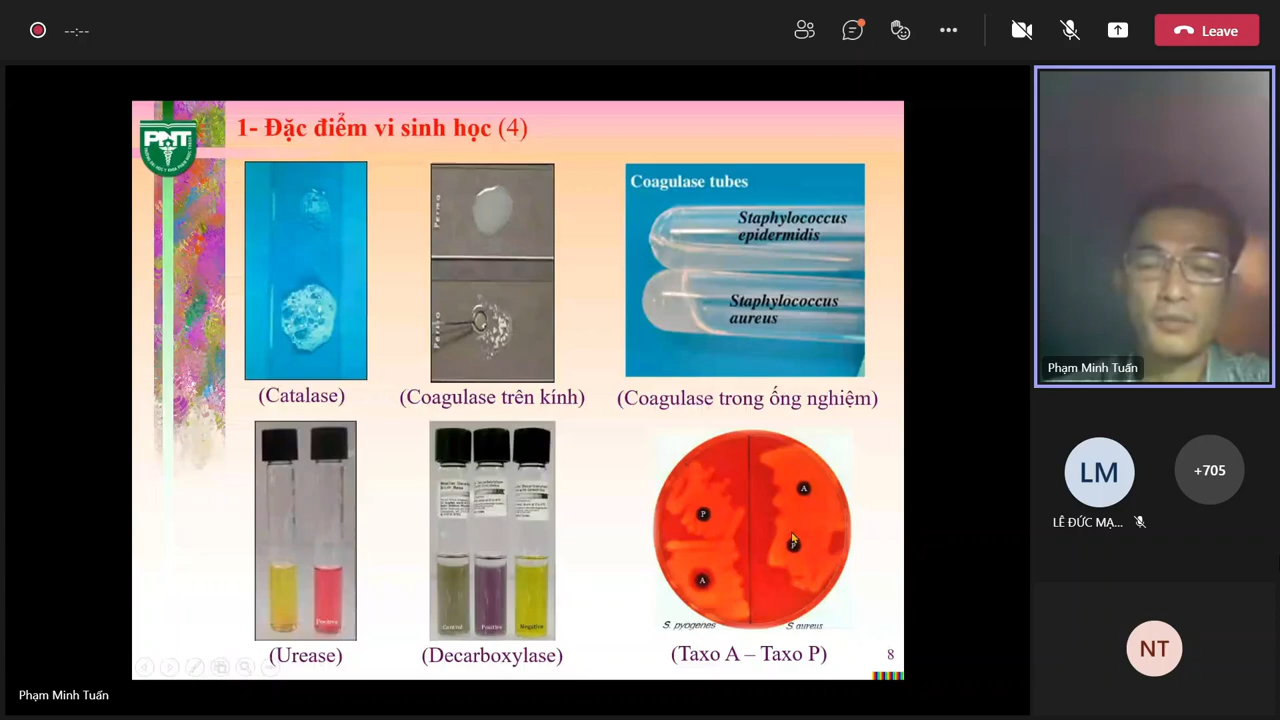 --:--
Leave
1- Đặc điểm vi sinh học (4)
PNT
Coagulase tubes
Staphylococcus
epidermidis
Staphylococcus
aureus
(Catalase)
(Coagulase trên kính)
(Coagulase trong ống nghiệm)
Positive
Control
Positive
Negative
P
A
A
P
S. pyogenes
S. aureus
(Urease)
(Decarboxylase)
(Taxo A – Taxo P)
8
Phạm Minh Tuấn
Phạm Minh Tuấn
LM
+705
LÊ ĐỨC MẠ...
NT